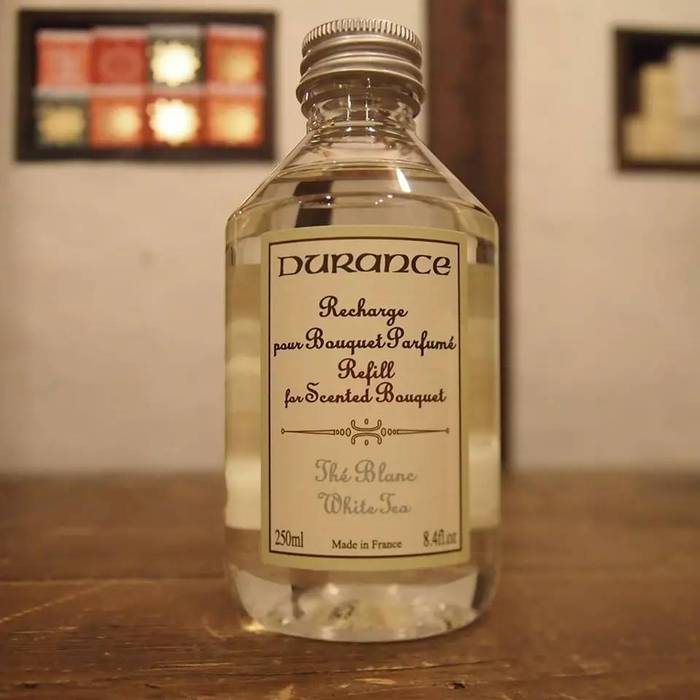 DURANCE
Recharge
pour Bouquet Parfumé
Refill
for Scented Bouquet
Thé Blanc
White Tea
250ml Made in France 8.4fl.oz